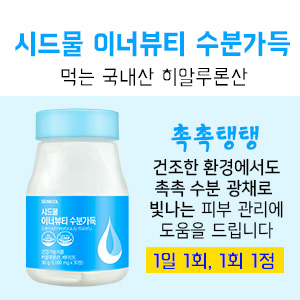 시드물 이너뷰티 수분가득
먹는 국내산 히알루론산
촉촉탱탱
건조한 환경에서도
촉촉 수분 광채로
빛나는 피부 관리에
도움을 드립니다
1일 1회, 1회 1점
SIDMOOL
시드물
이너뷰티 수분가득